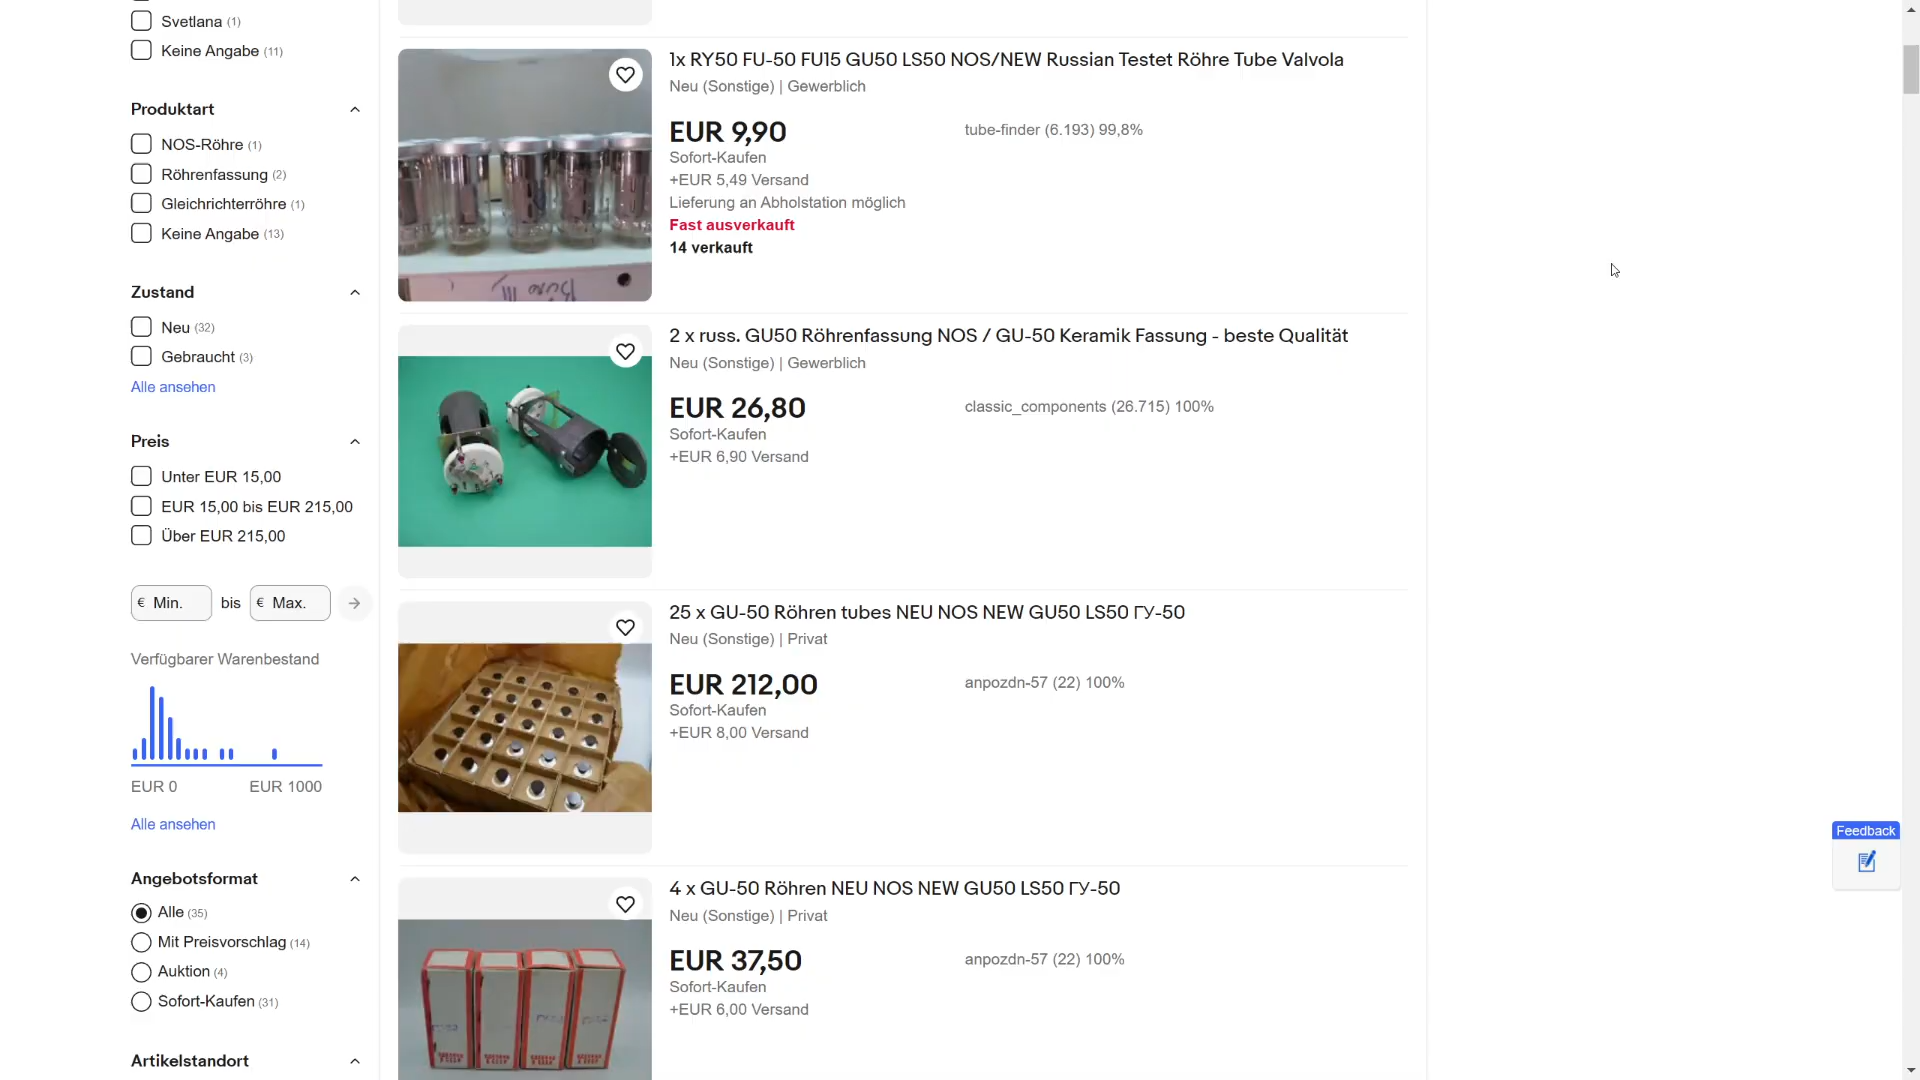 Svetlana (1)
Keine Angabe (11)
Produktart
NOS-Röhre (1)
Röhrenfassung (2)
Gleichrichterröhre (1)
Keine Angabe (13)
Zustand
Neu (32)
Gebraucht (3)
Alle ansehen
Preis
Unter EUR 15,00
EUR 15,00 bis EUR 215,00
Über EUR 215,00
€ Min. bis € Max.
Verfügbarer Warenbestand
EUR 0 EUR 1000
Alle ansehen
Angebotsformat
Alle (35)
Mit Preisvorschlag (14)
Auktion (4)
Sofort-Kaufen (31)
Artikelstandort
1x RY50 FU-50 FU15 GU50 LS50 NOS/NEW Russian Testet Röhre Tube Valvola
Neu (Sonstige) | Gewerblich
EUR 9,90
tube-finder (6.193) 99,8%
Sofort-Kaufen
+EUR 5,49 Versand
Lieferung an Abholstation möglich
Fast ausverkauft
14 verkauft
2 x russ. GU50 Röhrenfassung NOS / GU-50 Keramik Fassung - beste Qualität
Neu (Sonstige) | Gewerblich
EUR 26,80
classic_components (26.715) 100%
Sofort-Kaufen
+EUR 6,90 Versand
25 x GU-50 Röhren tubes NEU NOS NEW GU50 LS50 ГУ-50
Neu (Sonstige) | Privat
EUR 212,00
anpozdn-57 (22) 100%
Sofort-Kaufen
+EUR 8,00 Versand
4 x GU-50 Röhren NEU NOS NEW GU50 LS50 ГУ-50
Neu (Sonstige) | Privat
EUR 37,50
anpozdn-57 (22) 100%
Sofort-Kaufen
+EUR 6,00 Versand
Feedback